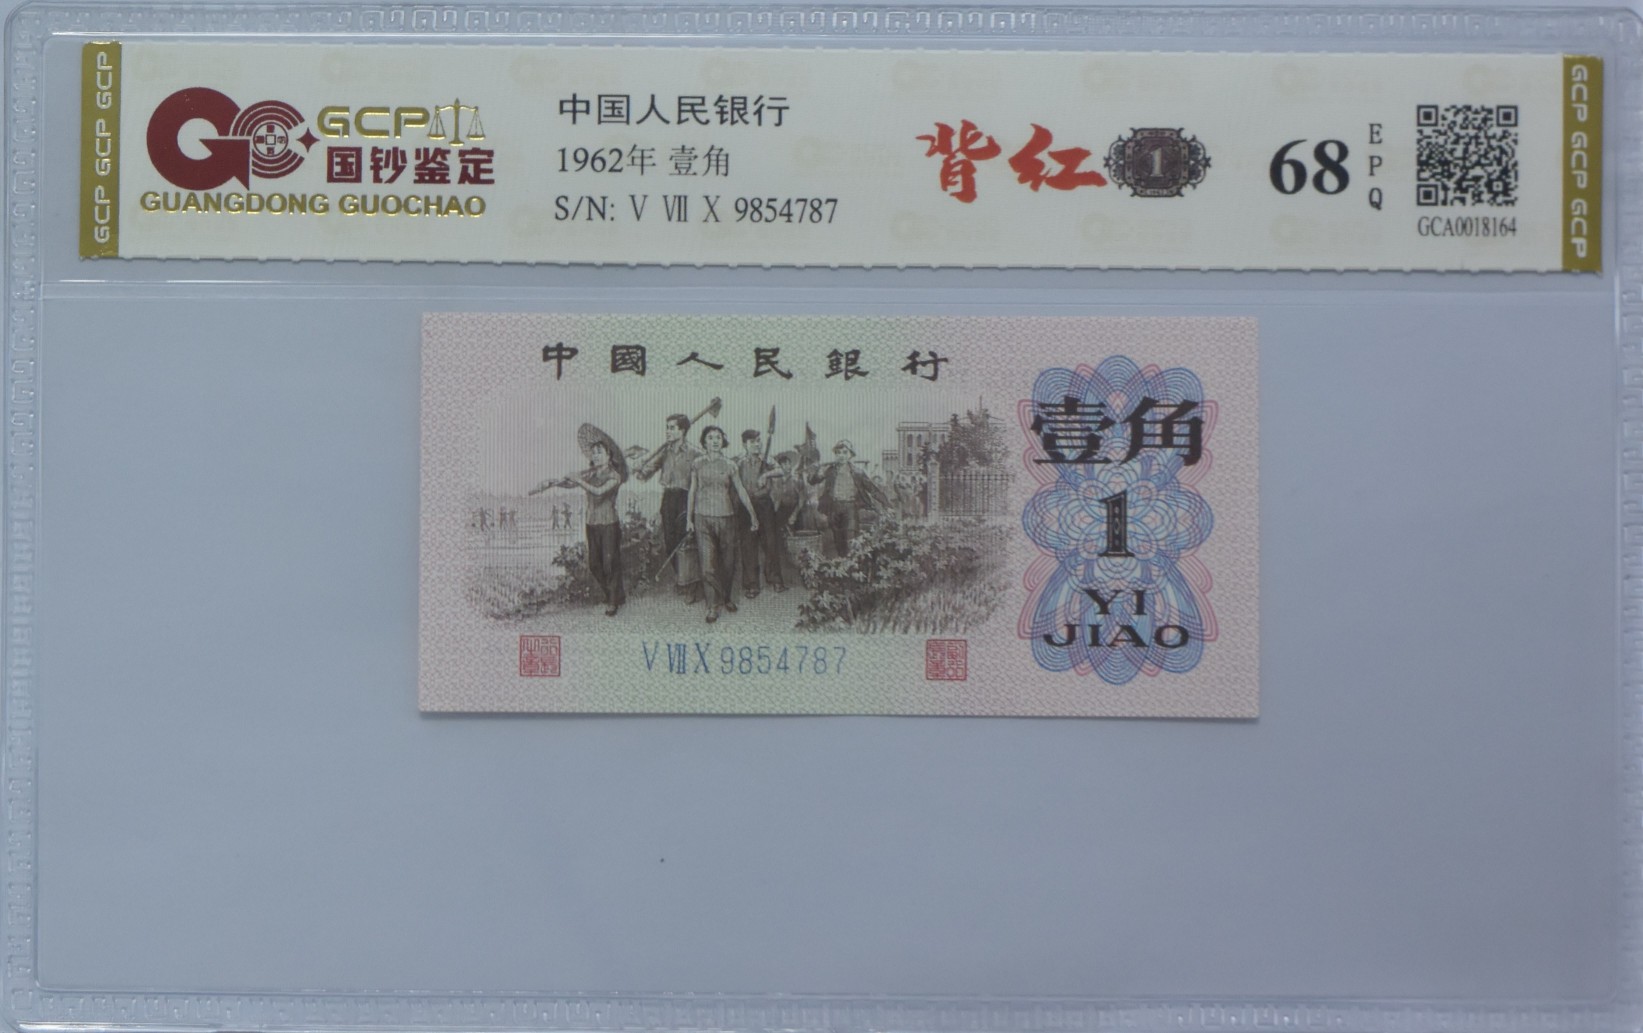 GCP GCP GCP
GCP
国钞鉴定
GUANGDONG GUOCHAO
中国人民银行
1962年 壹角
S/N: V Ⅶ X 9854787
背红
1
68
EPQ
GCA0018164
GCP GCP GCP
中國人民銀行
壹角
1
YI
JIAO
V Ⅶ X 9854787